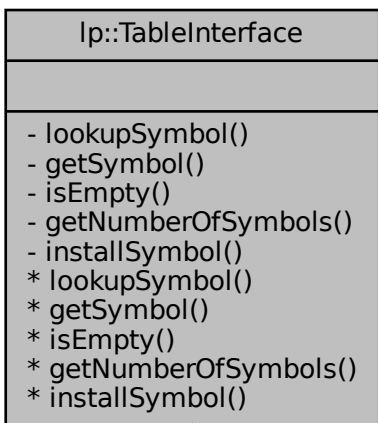 lp::TableInterface
- lookupSymbol()
- getSymbol()
- isEmpty()
- getNumberOfSymbols()
- installSymbol()
* lookupSymbol()
* getSymbol()
* isEmpty()
* getNumberOfSymbols()
* installSymbol()